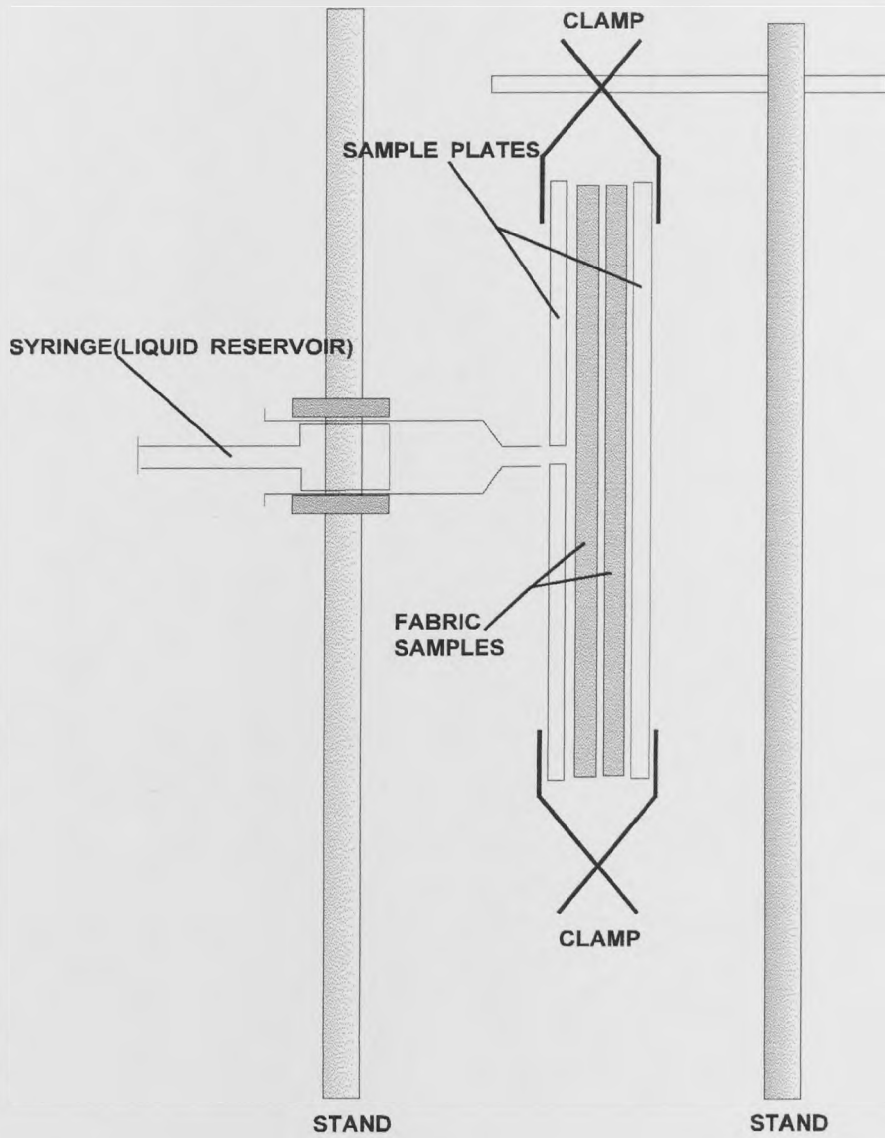 CLAMP
SAMPLE PLATES
SYRINGE(LIQUID RESERVOIR)
FABRIC
SAMPLES
CLAMP
STAND
STAND